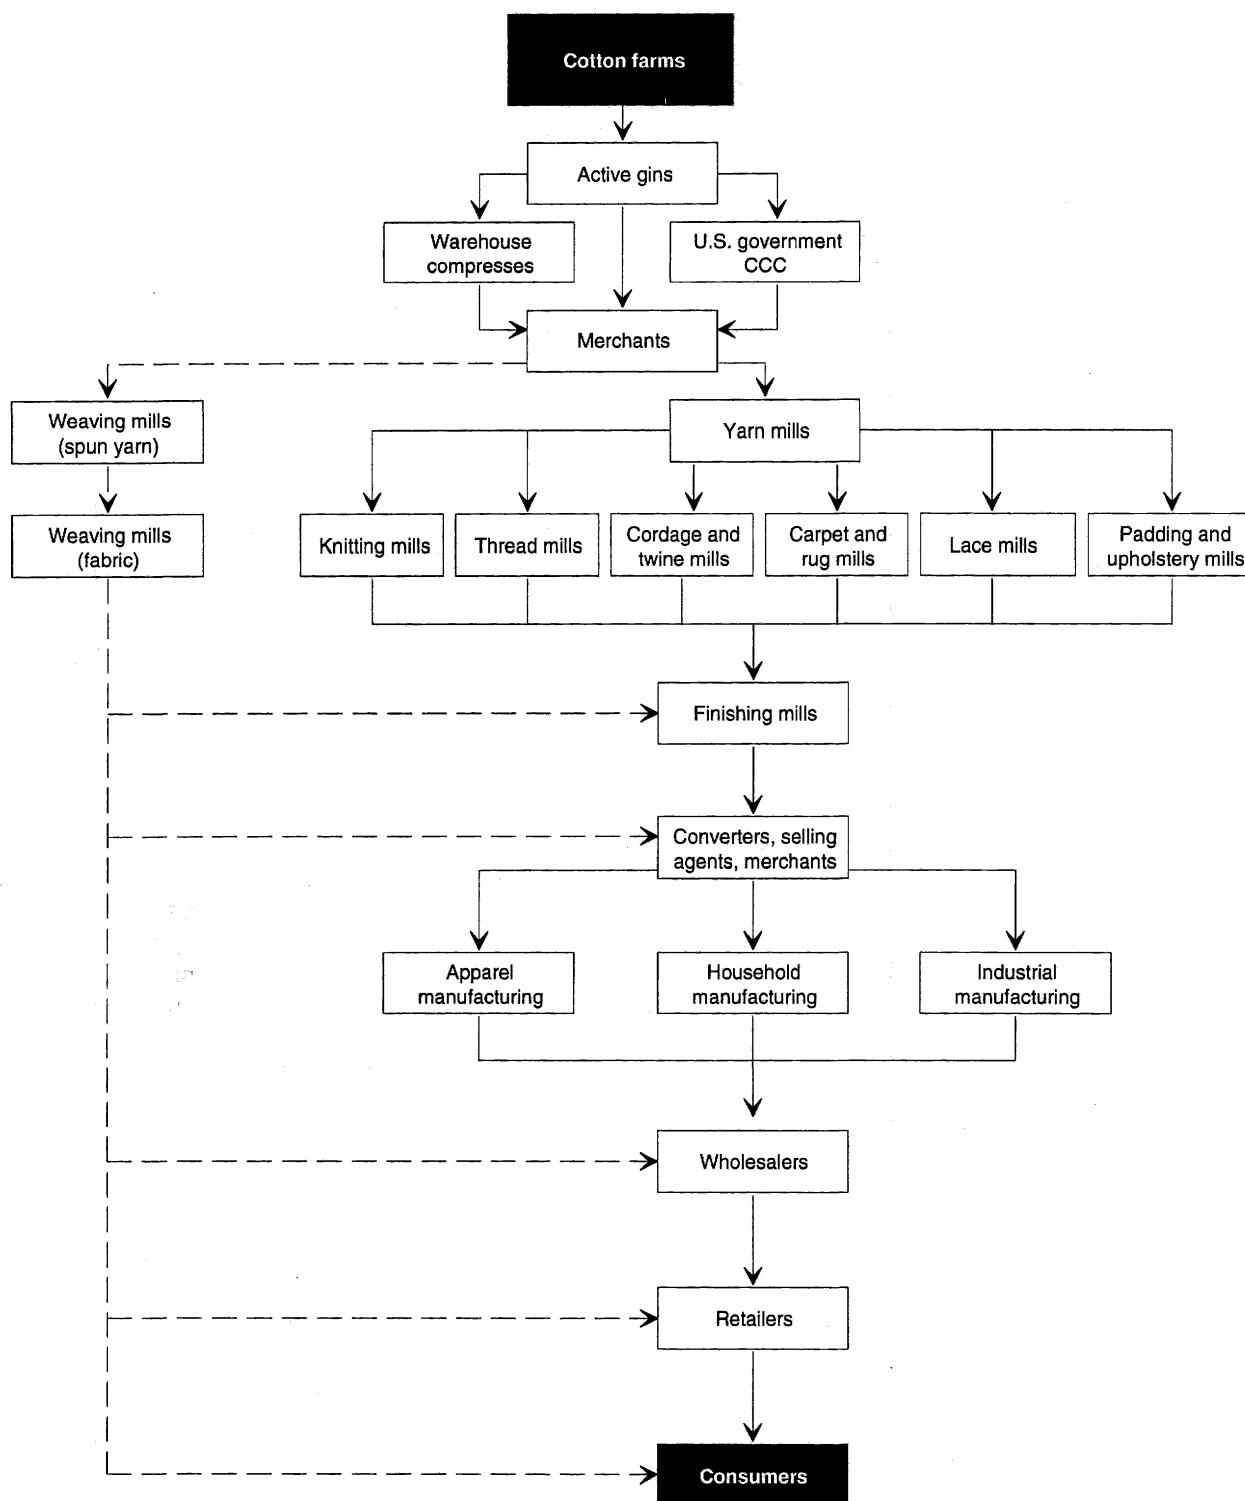 Cotton farms
Active gins
Warehouse
compresses
U.S. government
CCC
Merchants
Weaving mills
(spun yarn)
Yarn mills
Weaving mills
(fabric)
Knitting mills
Thread mills
Cordage and
twine mills
Carpet and
rug mills
Lace mills
Padding and
upholstery mills
Finishing mills
Converters, selling
agents, merchants
Apparel
manufacturing
Household
manufacturing
Industrial
manufacturing
Wholesalers
Retailers
Consumers